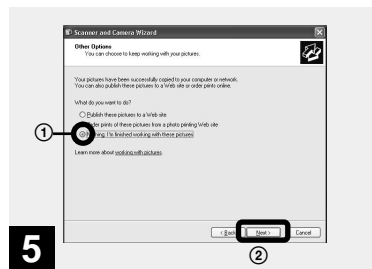 Scanner and Camera Wizard
Other Options
You can choose to keep working with your pictures.
Your pictures have been successfully copied to your computer or network.
You can also publish these pictures to a Web site or order prints online.
What do you want to do?
Publish these pictures to a Web site
prints of these pictures from a photo printing Web site
① I'm finished working with these pictures
Learn more about working with pictures.
Next > Cancel
5 ②